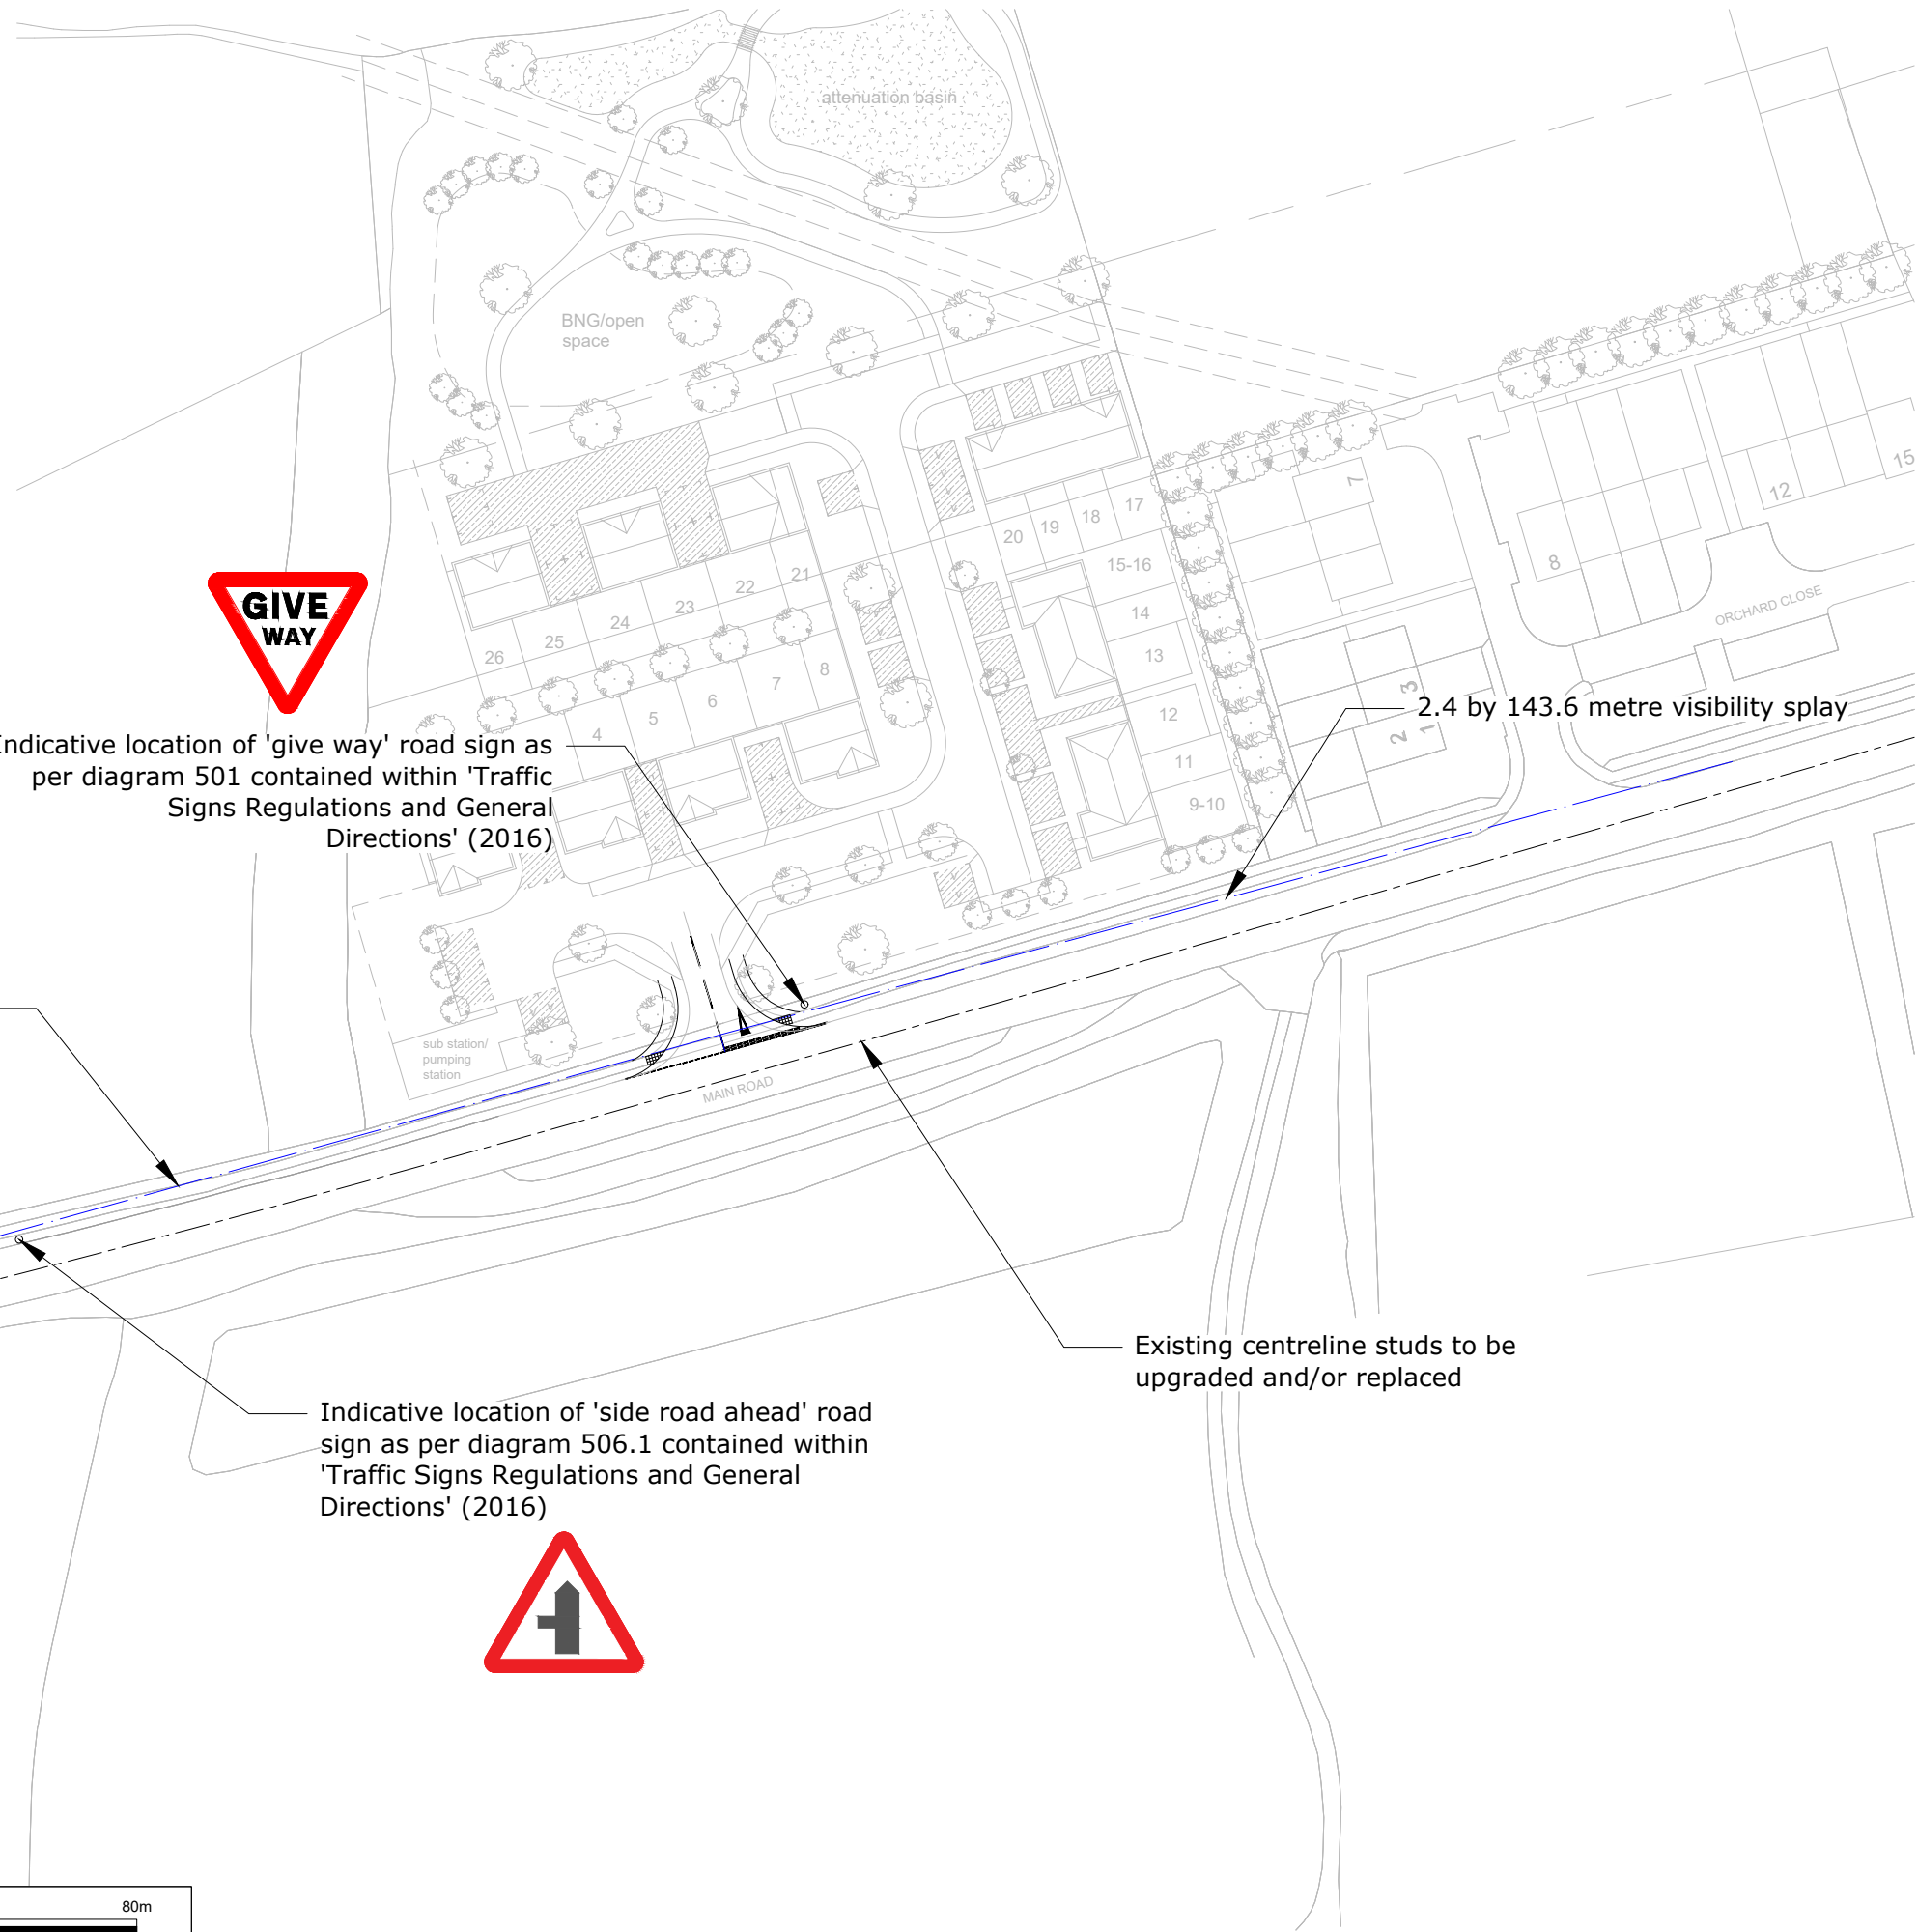 attenuation basin
BNG/open
space
GIVE
WAY
Indicative location of 'give way' road sign as
per diagram 501 contained within 'Traffic
Signs Regulations and General
Directions' (2016)
2.4 by 143.6 metre visibility splay
ORCHARD CLOSE
7
8
12
15
20
19
18
17
15-16
14
13
12
11
9-10
26
25
24
23
22
21
4
5
6
7
8
3
2
1
sub station/
pumping
station
MAIN ROAD
Existing centreline studs to be
upgraded and/or replaced
Indicative location of 'side road ahead' road
sign as per diagram 506.1 contained within
'Traffic Signs Regulations and General
Directions' (2016)
80m